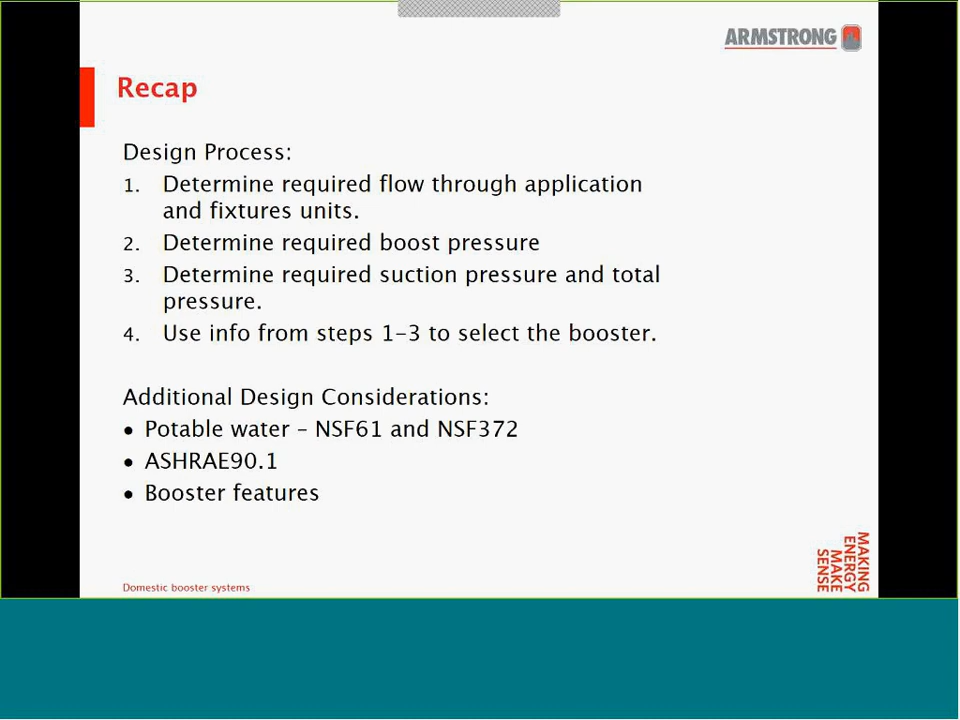 ARMSTRONG
Recap
Design Process:
1. Determine required flow through application
and fixtures units.
2. Determine required boost pressure
3. Determine required suction pressure and total
pressure.
4. Use info from steps 1-3 to select the booster.
Additional Design Considerations:
• Potable water – NSF61 and NSF372
• ASHRAE90.1
• Booster features
Domestic booster systems
MAKING
ENERGY
MAKE
SENSE